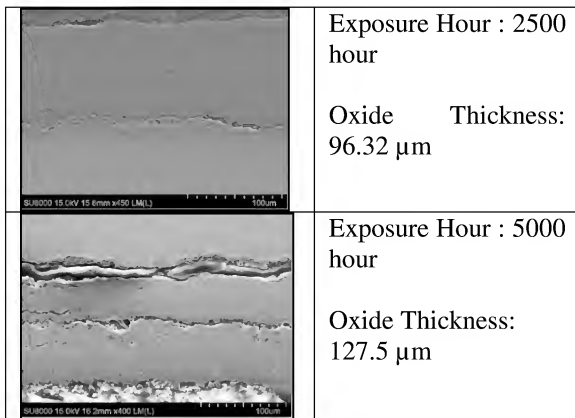 Exposure Hour : 2500
hour
Oxide Thickness:
96.32 µm
SU8000 15.0kV 15.6mm x450 LM(L)
100um
Exposure Hour : 5000
hour
Oxide Thickness:
127.5 µm
SU8000 15.0kV 16.2mm x400 LM(L)
100um